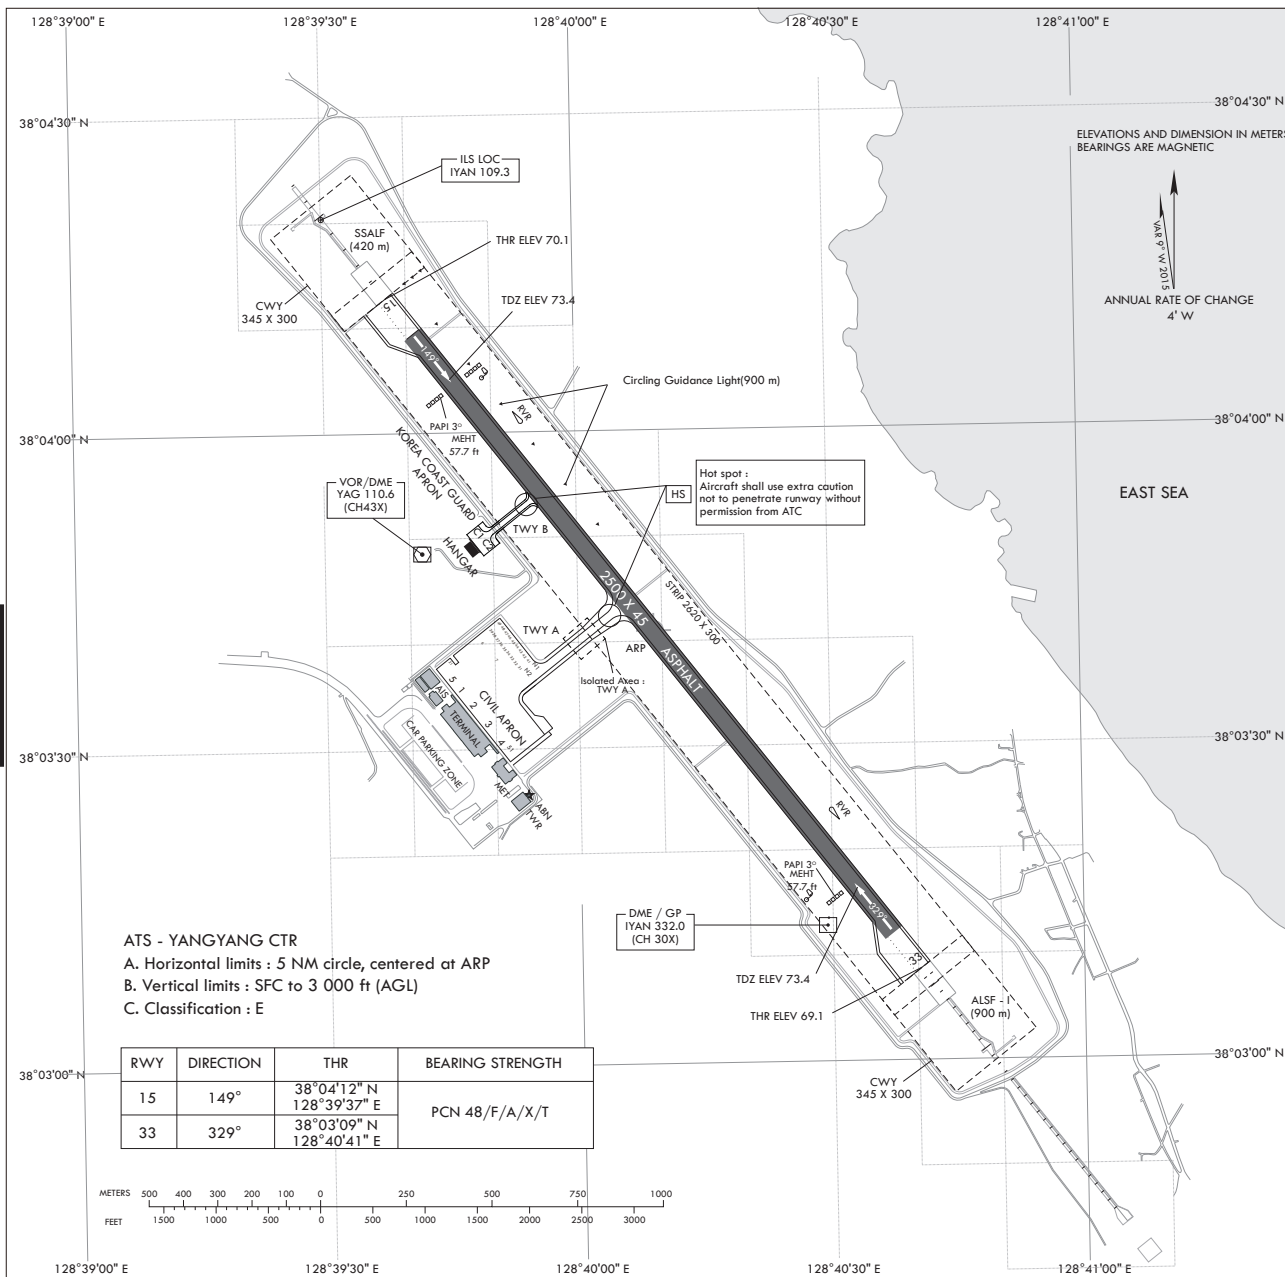 128°39'00" E
128°39'30" E
128°40'00" E
128°40'30" E
128°41'00" E
38°04'30" N
38°04'30" N
ELEVATIONS AND DIMENSION IN METERS
BEARINGS ARE MAGNETIC
VAR 9° W 2015
ANNUAL RATE OF CHANGE
4' W
ILS LOC
IYAN 109.3
SSALF
(420 m)
THR ELEV 70.1
TDZ ELEV 73.4
CWY
345 X 300
15
149°
Circling Guidance Light(900 m)
RVR
PAPI 3°
MEHT
57.7 ft
38°04'00" N
38°04'00" N
KOREA COAST GUARD
APRON
VOR/DME
YAG 110.6
(CH43X)
HS
Hot spot :
Aircraft shall use extra caution
not to penetrate runway without
permission from ATC
EAST SEA
C1 C2
HANGAR
TWY B
2500 X 45
ASPHALT
STRIP 2620 X 300
TWY A
ARP
Isolated Area :
TWY A
N1
N2
5
1
2
3
4
S1
AIS
CIVIL APRON
TERMINAL
CAR PARKING ZONE
MET
ABN
TWR
38°03'30" N
38°03'30" N
RVR
PAPI 3°
MEHT
57.7 ft
329°
33
DME / GP
IYAN 332.0
(CH 30X)
TDZ ELEV 73.4
THR ELEV 69.1
ALSF - I
(900 m)
CWY
345 X 300
ATS - YANGYANG CTR
A. Horizontal limits : 5 NM circle, centered at ARP
B. Vertical limits : SFC to 3 000 ft (AGL)
C. Classification : E
38°03'00" N
38°03'00" N
RWY DIRECTION THR BEARING STRENGTH
15 149° 38°04'12" N 128°39'37" E PCN 48/F/A/X/T
33 329° 38°03'09" N 128°40'41" E
METERS 500 400 300 200 100 0 250 500 750 1000
FEET 1500 1000 500 0 500 1000 1500 2000 2500 3000
128°39'00" E
128°39'30" E
128°40'00" E
128°40'30" E
128°41'00" E